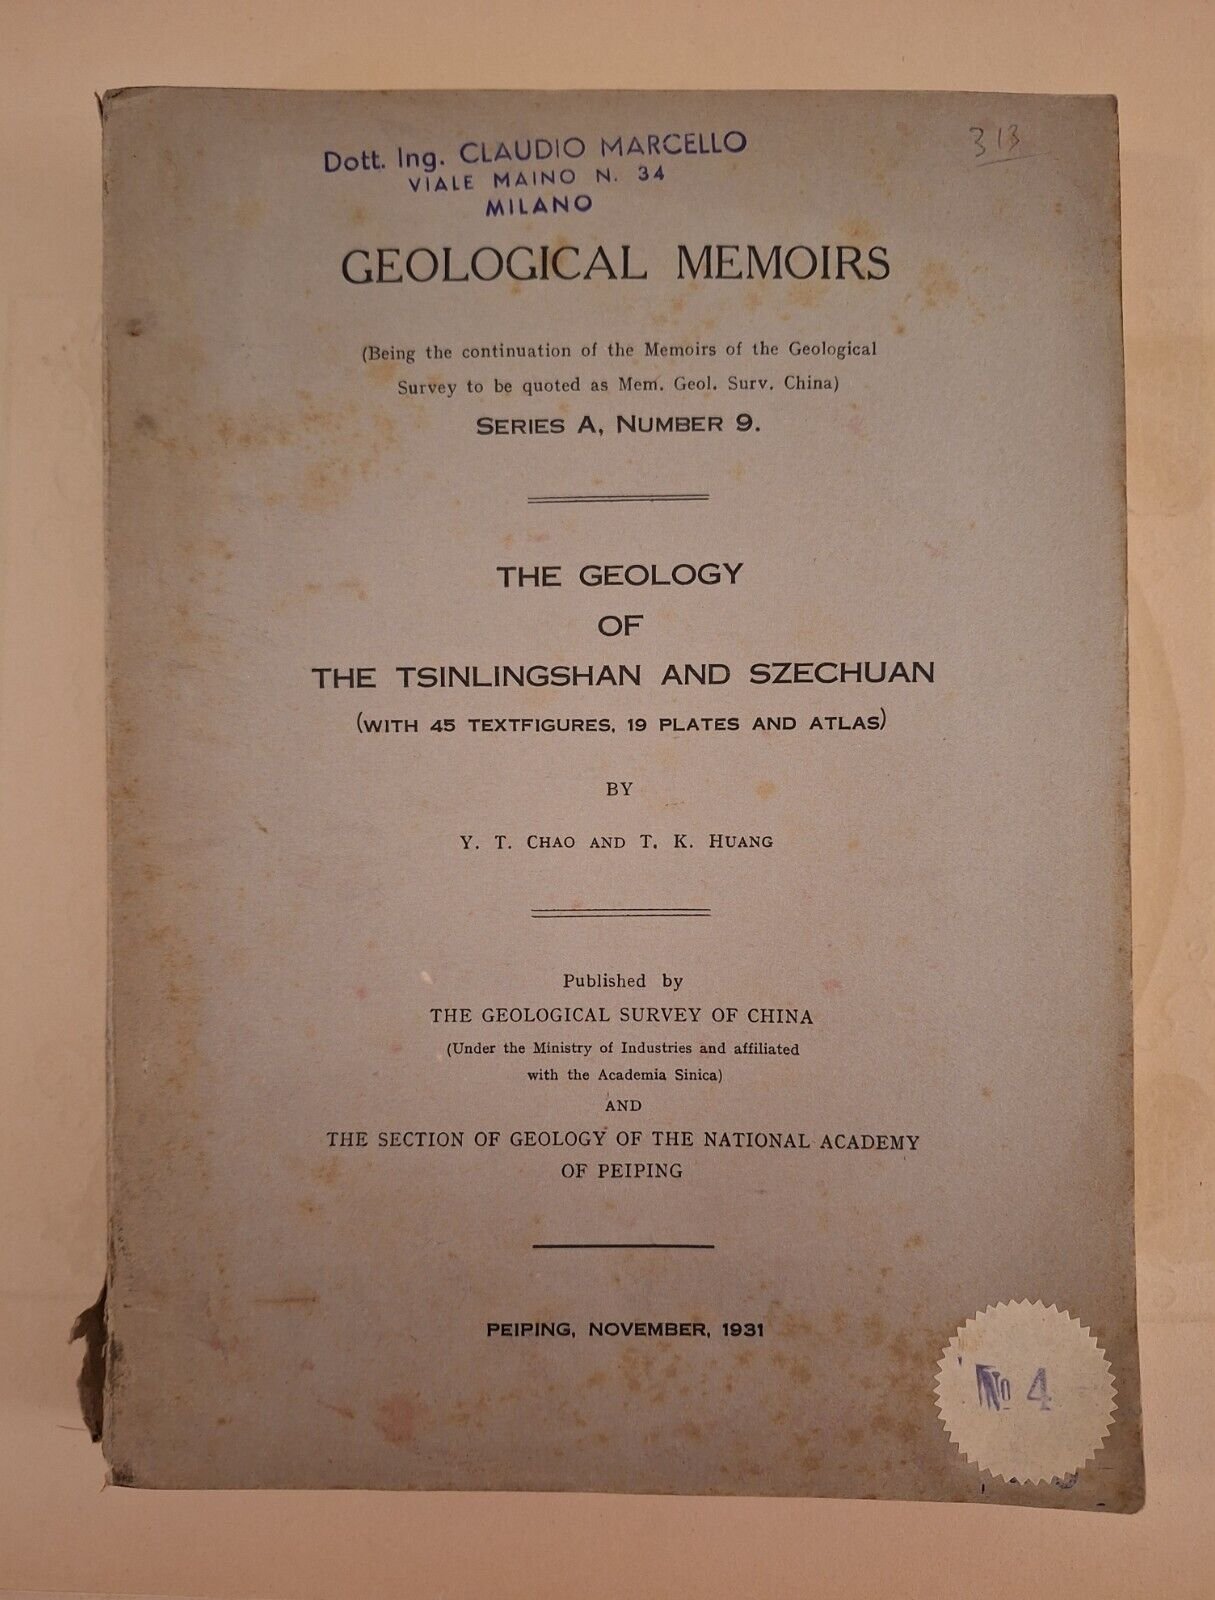 Dott. Ing. CLAUDIO MARCELLO
VIALE MAINO N. 34
MILANO
313
GEOLOGICAL MEMOIRS
(Being the continuation of the Memoirs of the Geological
Survey to be quoted as Mem. Geol. Surv. China)
SERIES A, NUMBER 9.
THE GEOLOGY
OF
THE TSINLINGSHAN AND SZECHUAN
(WITH 45 TEXTFIGURES, 19 PLATES AND ATLAS)
BY
Y. T. CHAO AND T. K. HUANG
Published by
THE GEOLOGICAL SURVEY OF CHINA
(Under the Ministry of Industries and affiliated
with the Academia Sinica)
AND
THE SECTION OF GEOLOGY OF THE NATIONAL ACADEMY
OF PEIPING
PEIPING, NOVEMBER, 1931
No 4